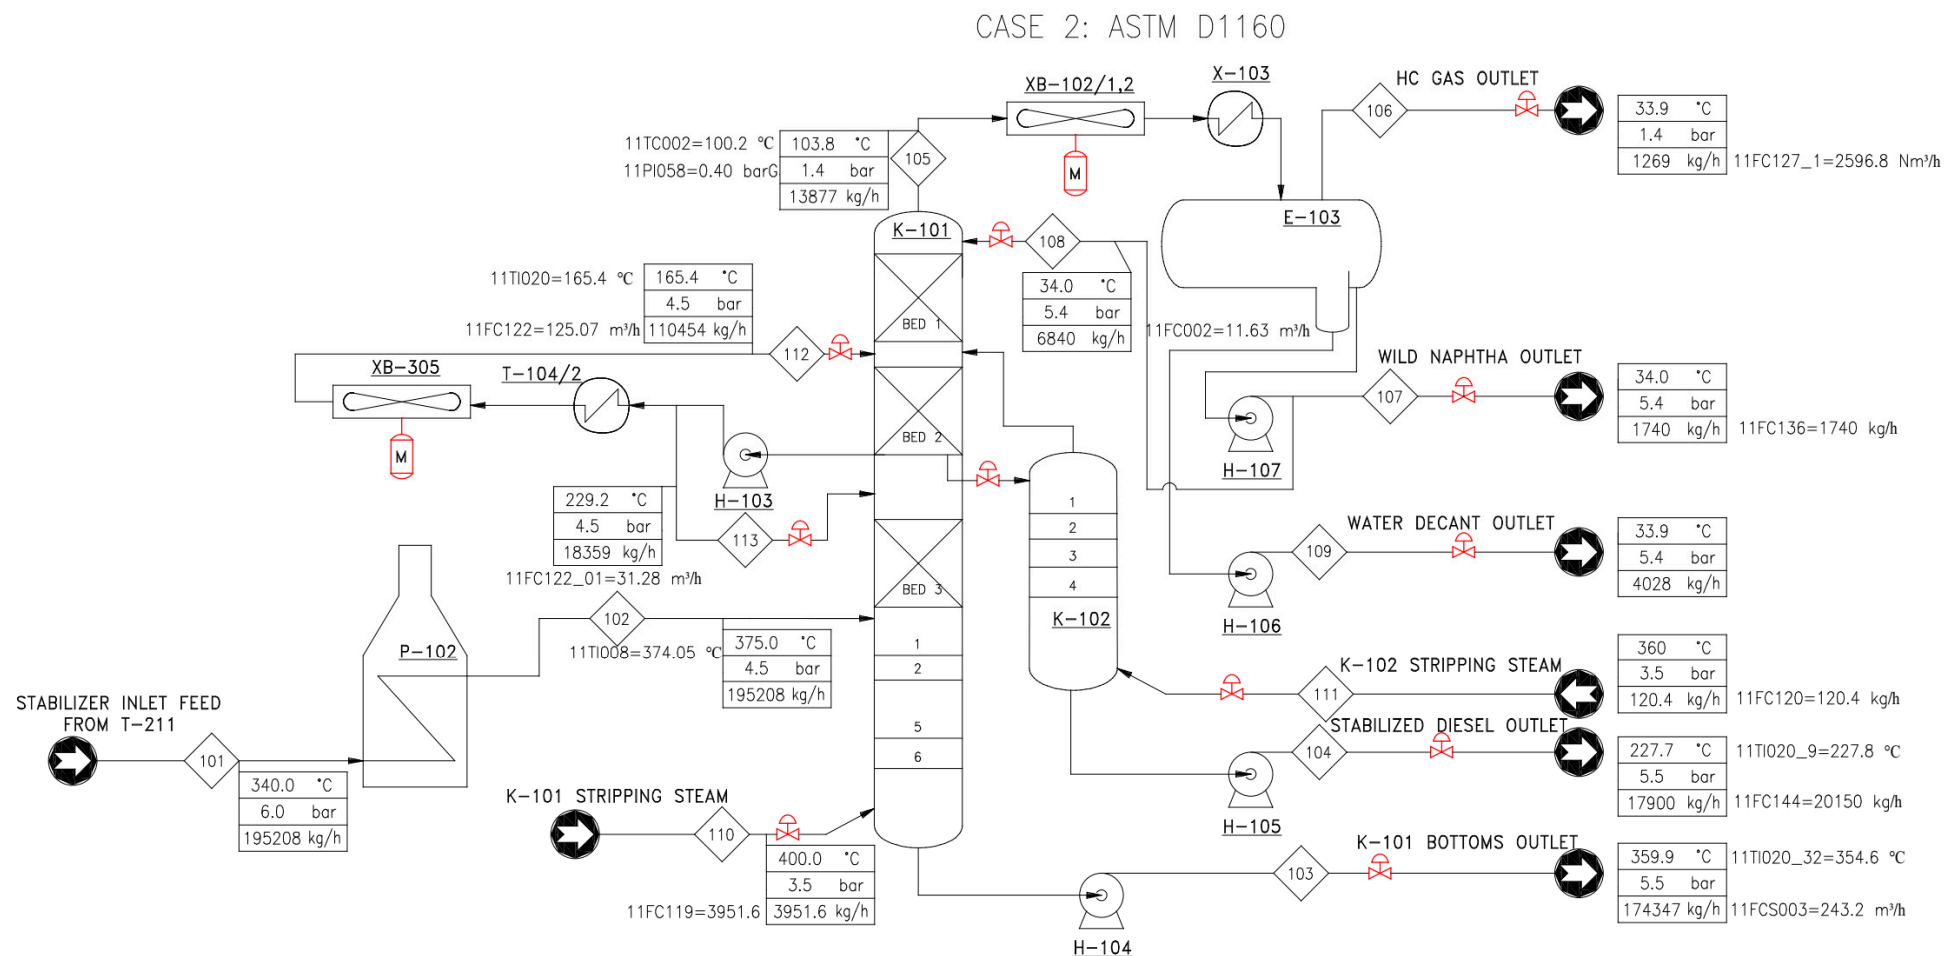 CASE 2: ASTM D1160
XB-102/1,2
X-103
HC GAS OUTLET
106
33.9 °C
1.4 bar
1269 kg/h
11FC127_1=2596.8 Nm³/h
11TC002=100.2 ℃
11PI058=0.40 barG
103.8 °C
1.4 bar
13877 kg/h
105
M
E-103
K-101
108
34.0 °C
5.4 bar
6840 kg/h
11FC002=11.63 m³/h
11TI020=165.4 ℃
11FC122=125.07 m³/h
165.4 °C
4.5 bar
110454 kg/h
112
BED 1
WILD NAPHTHA OUTLET
107
34.0 °C
5.4 bar
1740 kg/h
11FC136=1740 kg/h
H-107
XB-305
T-104/2
M
BED 2
H-103
229.2 °C
4.5 bar
18359 kg/h
11FC122_01=31.28 m³/h
113
BED 3
1
2
3
4
K-102
WATER DECANT OUTLET
109
33.9 °C
5.4 bar
4028 kg/h
H-106
P-102
102
11TI008=374.05 ℃
375.0 °C
4.5 bar
195208 kg/h
1
2
5
6
K-102 STRIPPING STEAM
111
360 °C
3.5 bar
120.4 kg/h
11FC120=120.4 kg/h
STABILIZER INLET FEED
FROM T-211
101
340.0 °C
6.0 bar
195208 kg/h
STABILIZED DIESEL OUTLET
104
227.7 °C
5.5 bar
17900 kg/h
11TI020_9=227.8 ℃
11FC144=20150 kg/h
H-105
K-101 STRIPPING STEAM
110
400.0 °C
3.5 bar
3951.6 kg/h
11FC119=3951.6
K-101 BOTTOMS OUTLET
103
359.9 °C
5.5 bar
174347 kg/h
11TI020_32=354.6 ℃
11FCS003=243.2 m³/h
H-104